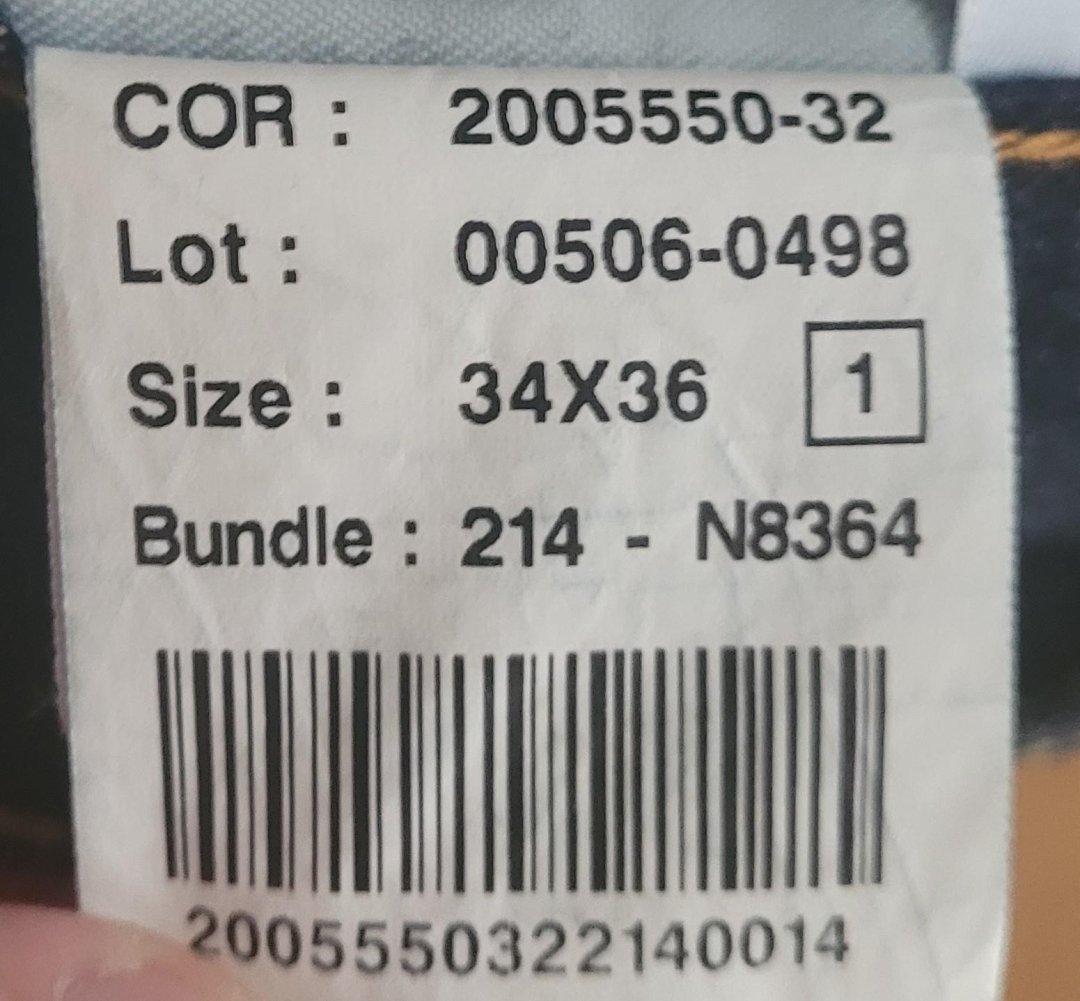 COR : 2005550-32
Lot : 00506-0498
Size : 34X36 1
Bundle : 214 - N8364
2005550322140014